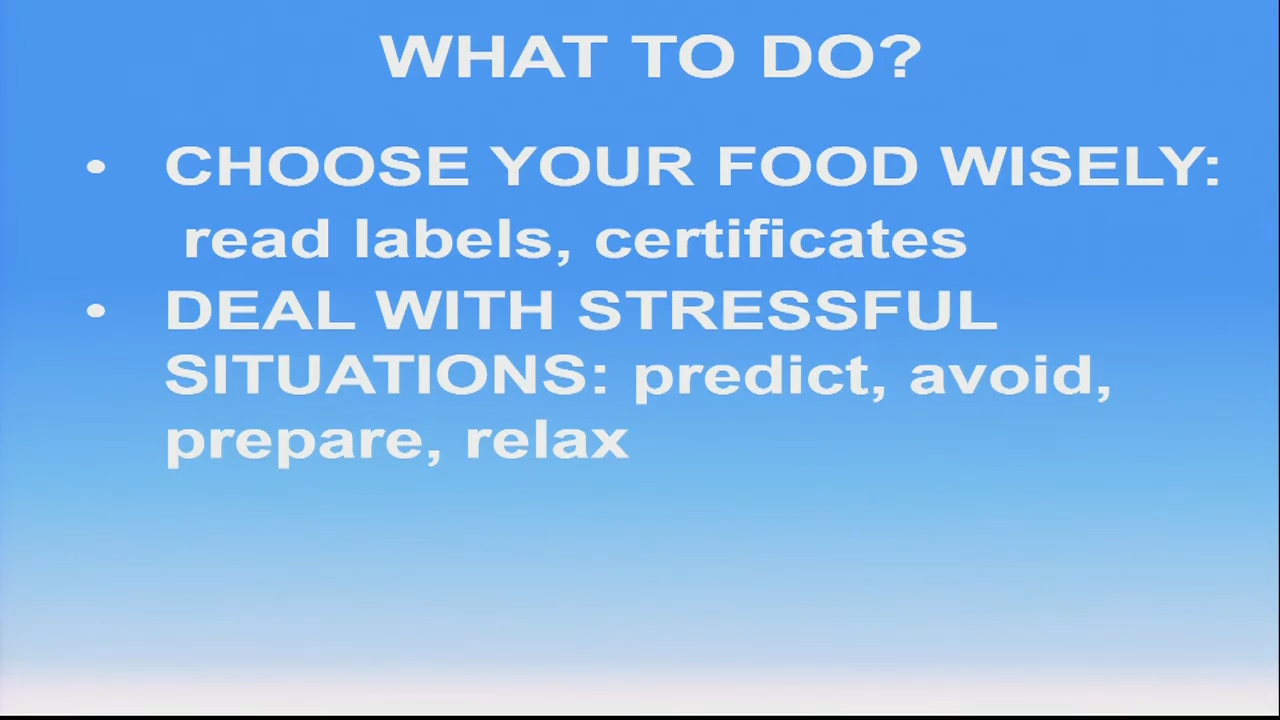 WHAT TO DO?
• CHOOSE YOUR FOOD WISELY:
read labels, certificates
• DEAL WITH STRESSFUL
SITUATIONS: predict, avoid,
prepare, relax